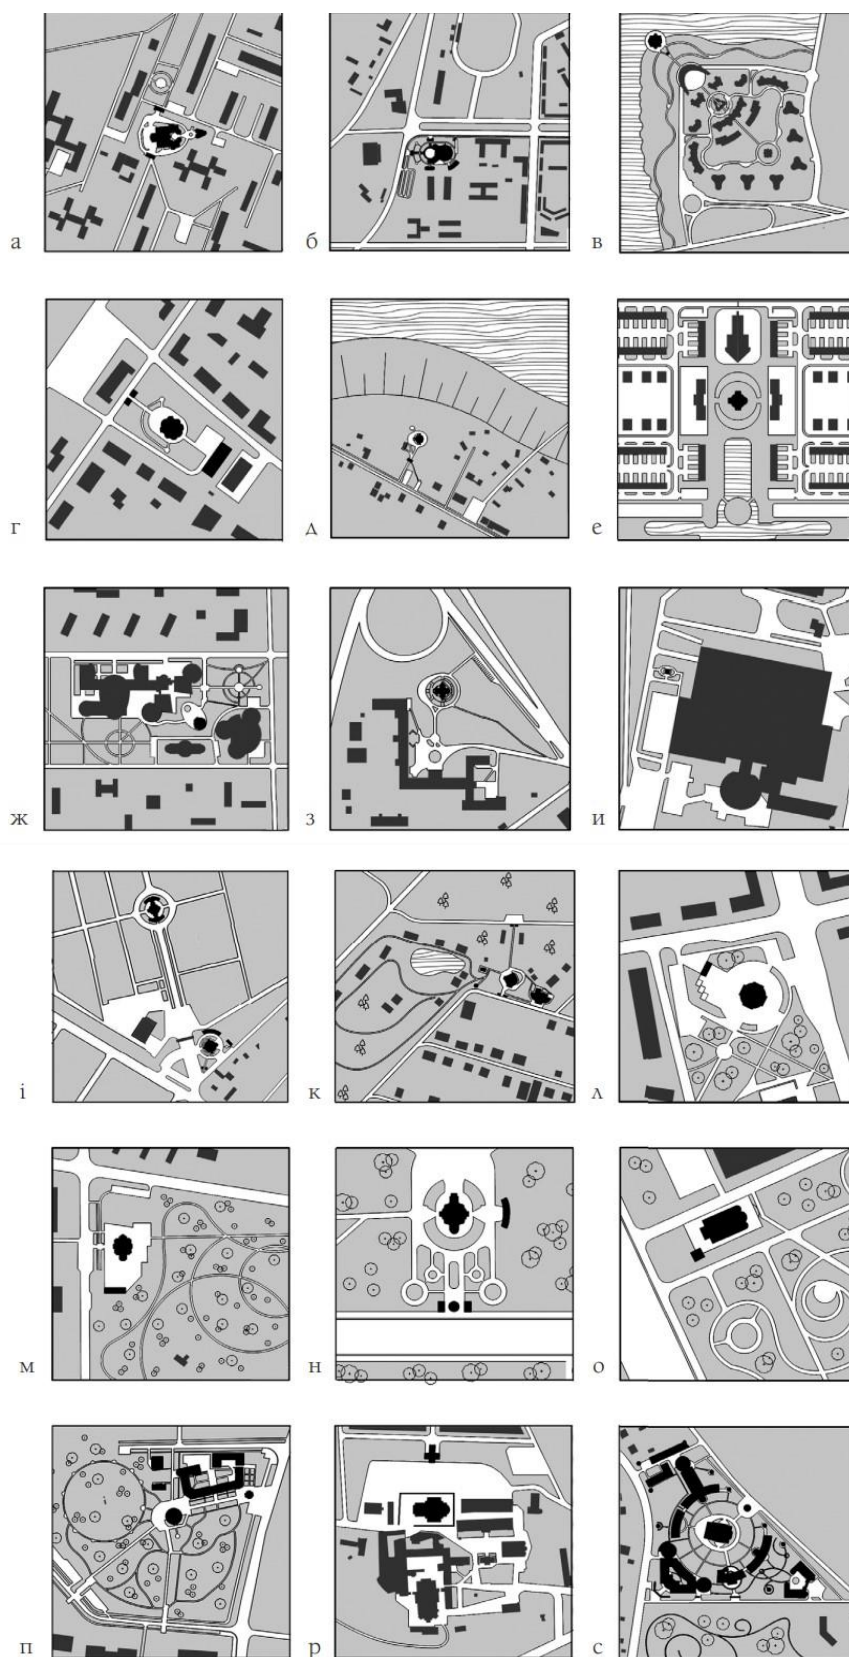 а б в
г д е
ж з и
і к л
м н о
п р с